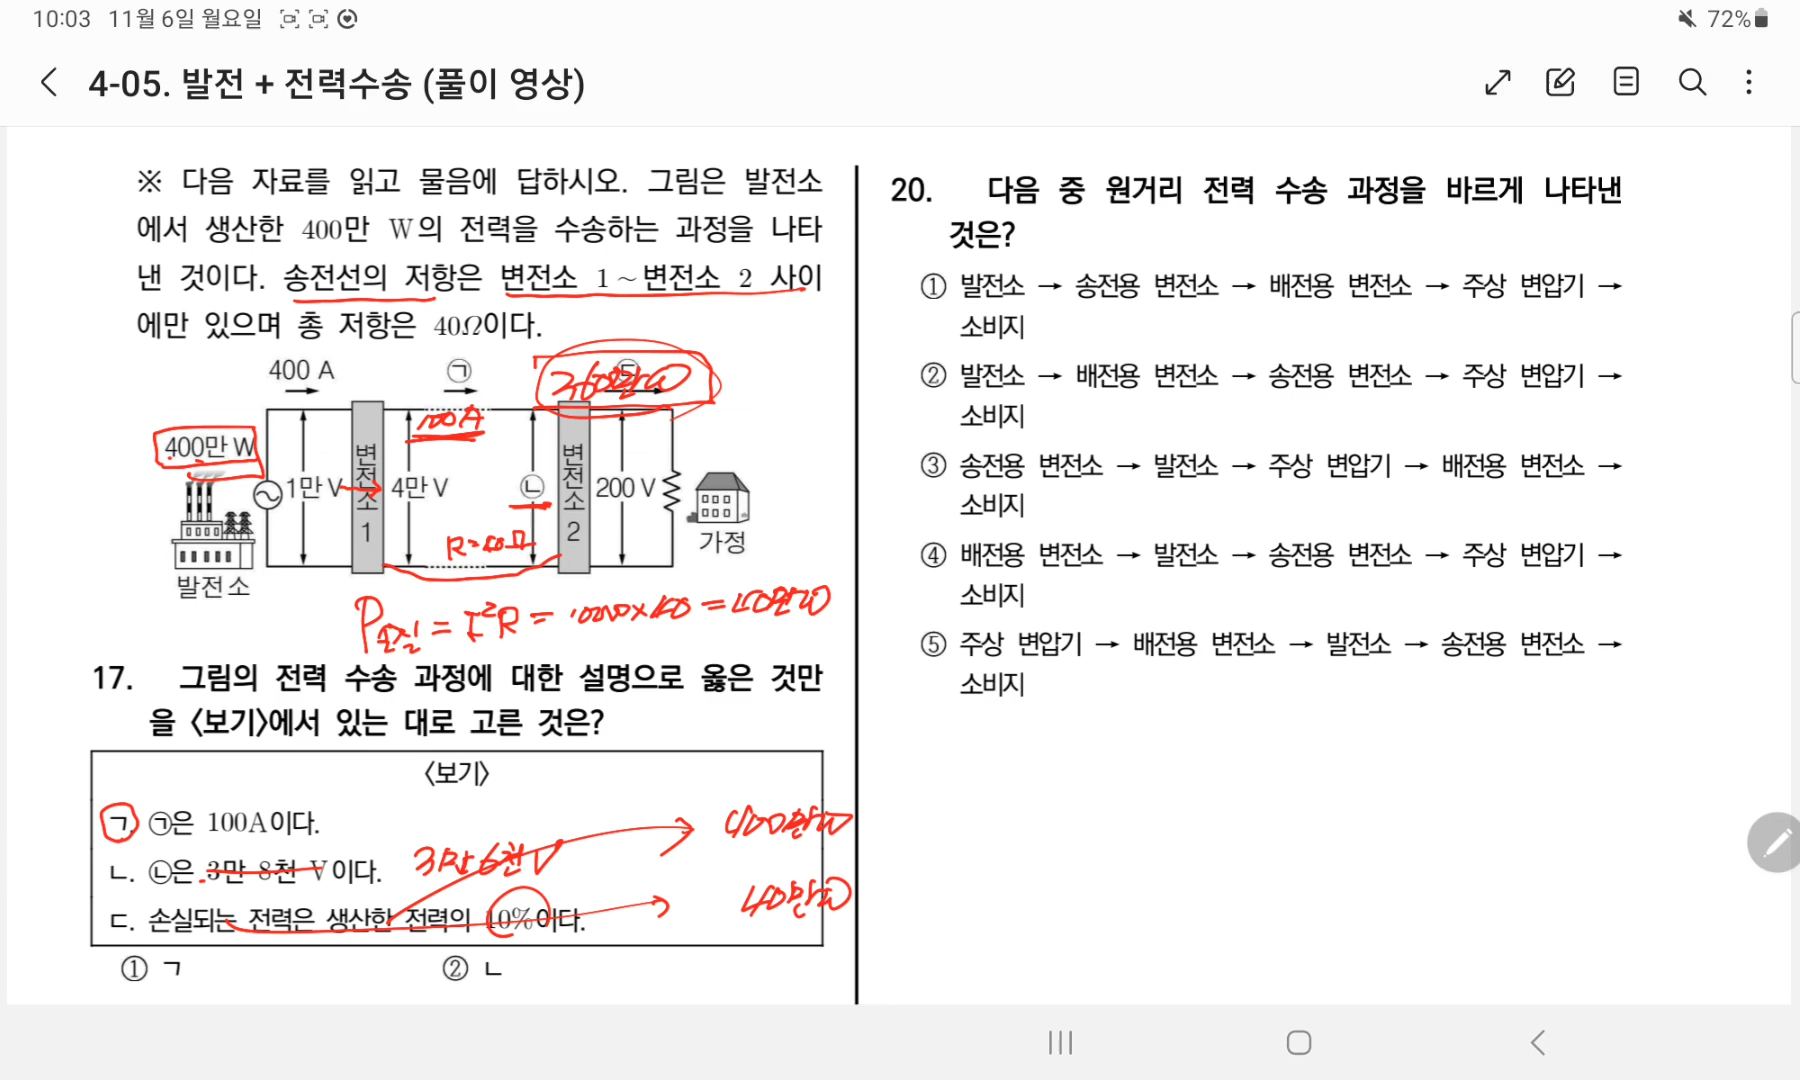 10:03 11월 6일 월요일
72%
4-05. 발전 + 전력수송 (풀이 영상)
※ 다음 자료를 읽고 물음에 답하시오. 그림은 발전소
에서 생산한 400만 W의 전력을 수송하는 과정을 나타
낸 것이다. 송전선의 저항은 변전소 1 ~ 변전소 2 사이
에만 있으며 총 저항은 40Ω이다.
400 A
㉠
360만W
100A
400만 W
1만 V
변전소 1
4만 V
㉡
변전소 2
200 V
가정
R=40Ω
발전소
P손실 = I²R = 10000×40 = 40만W
17. 그림의 전력 수송 과정에 대한 설명으로 옳은 것만
을 〈보기〉에서 있는 대로 고른 것은?
〈보기〉
ㄱ. ㉠은 100A이다.
400만W
ㄴ. ㉡은 3만 8천 V이다.
3만 6천 V
ㄷ. 손실되는 전력은 생산한 전력의 10%이다.
40만W
① ㄱ ② ㄴ
20. 다음 중 원거리 전력 수송 과정을 바르게 나타낸
것은?
① 발전소 → 송전용 변전소 → 배전용 변전소 → 주상 변압기 →
소비지
② 발전소 → 배전용 변전소 → 송전용 변전소 → 주상 변압기 →
소비지
③ 송전용 변전소 → 발전소 → 주상 변압기 → 배전용 변전소 →
소비지
④ 배전용 변전소 → 발전소 → 송전용 변전소 → 주상 변압기 →
소비지
⑤ 주상 변압기 → 배전용 변전소 → 발전소 → 송전용 변전소 →
소비지